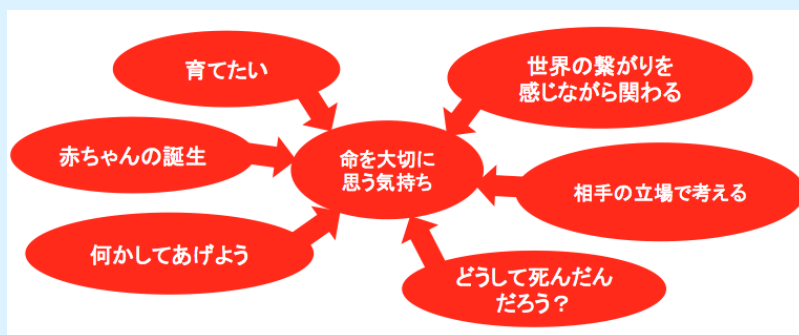 育てたい
世界の繋がりを
感じながら関わる
赤ちゃんの誕生
命を大切に
思う気持ち
相手の立場で考える
何かしてあげよう
どうして死んだん
だろう？